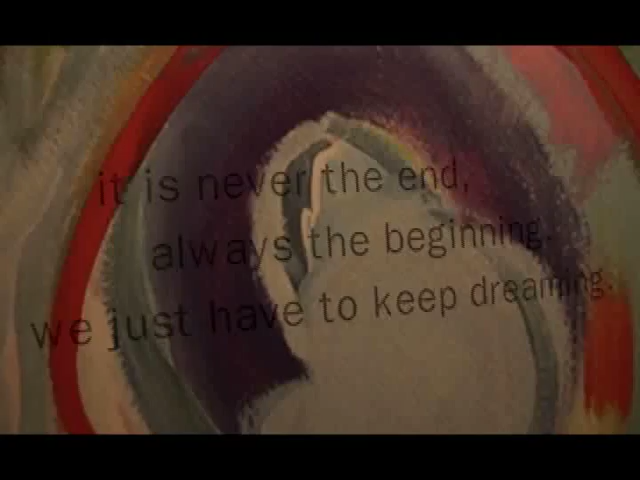 it is never the end,
always the beginning.
we just have to keep dreaming.